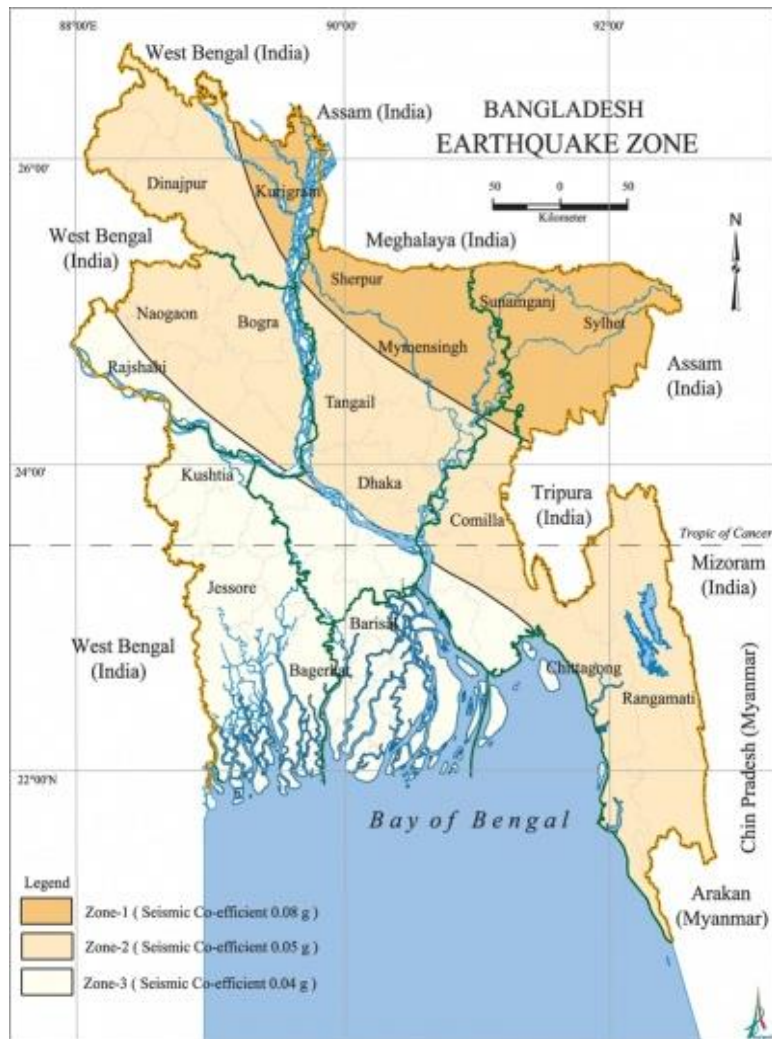 88°00'E
90°00'
92°00'
West Bengal (India)
Assam (India)
BANGLADESH
EARTHQUAKE ZONE
26°00'
Dinajpur
Kurigram
50
0
50
Kilometer
N
West Bengal
(India)
Meghalaya (India)
Sherpur
Sunamganj
Sylhet
Naogaon
Bogra
Mymensingh
Rajshahi
Assam
(India)
Tangail
24°00'
Kushtia
Dhaka
Tripura
(India)
Comilla
Tropic of Cancer
Mizoram
(India)
Jessore
Barisal
West Bengal
(India)
Bagerhat
Chittagong
Rangamati
Chin Pradesh (Myanmar)
22°00'N
Bay of Bengal
Legend
Zone-1 ( Seismic Co-efficient 0.08 g )
Zone-2 ( Seismic Co-efficient 0.05 g )
Zone-3 ( Seismic Co-efficient 0.04 g )
Arakan
(Myanmar)